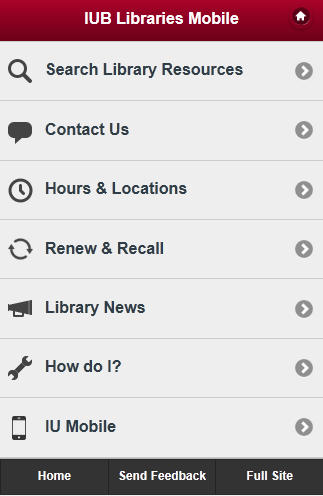 IUB Libraries Mobile
Search Library Resources
Contact Us
Hours & Locations
Renew & Recall
Library News
How do I?
IU Mobile
Home Send Feedback Full Site